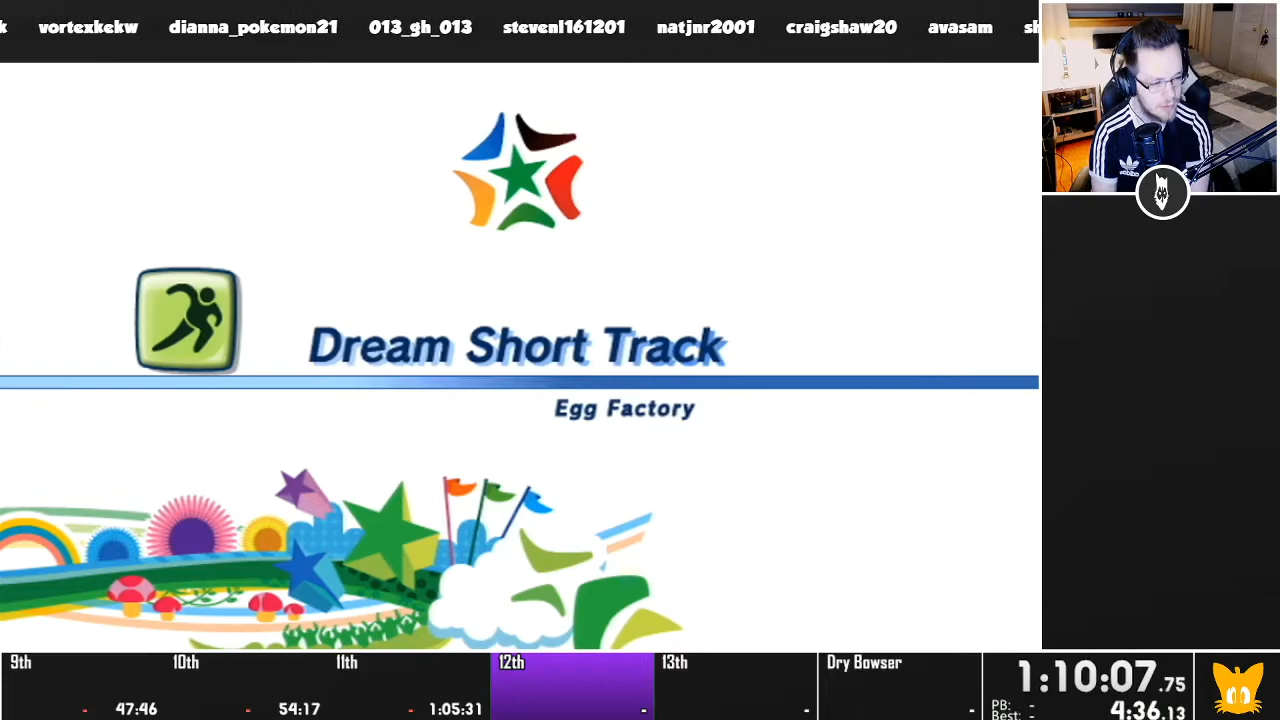 vortexkekw dianna_pokemon21 013_gh_013 stevenl161201 natjnr2001 craigshaw20 avasam
Dream Short Track
Egg Factory
9th 10th 11th 12th 13th Dry Bowser
- 47:46 - 54:17 - 1:05:31 - - -
1:10:07.75
PB: -
Best: - 4:36.13